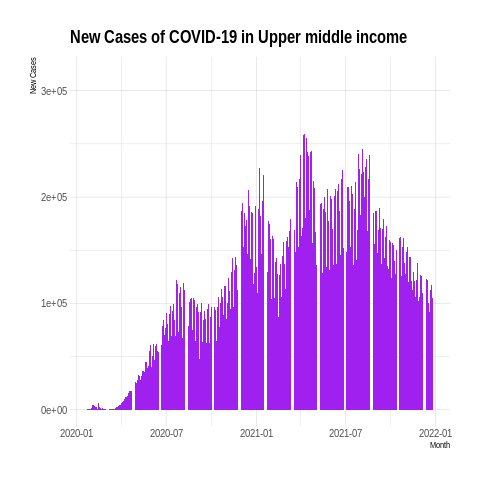 New Cases of COVID-19 in Upper middle income
New Cases
3e+05
2e+05
1e+05
0e+00
2020-01 2020-07 2021-01 2021-07 2022-01
Month